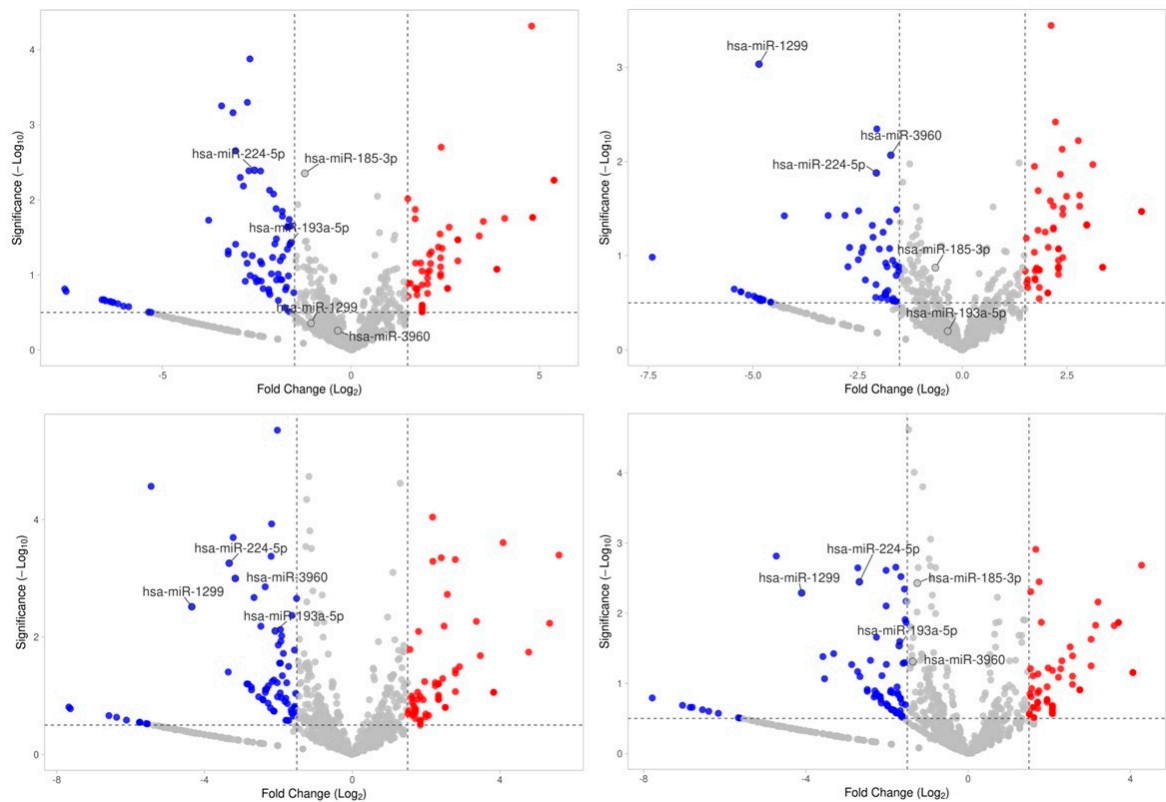 4
3
2
1
0
Significance (−Log10)
hsa-miR-224-5p
hsa-miR-185-3p
hsa-miR-193a-5p
hsa-miR-1299
hsa-miR-3960
-5
0
5
Fold Change (Log2)
3
2
1
0
Significance (−Log10)
hsa-miR-1299
hsa-miR-3960
hsa-miR-224-5p
hsa-miR-185-3p
hsa-miR-193a-5p
-7.5
-5.0
-2.5
0.0
2.5
Fold Change (Log2)
4
2
0
Significance (−Log10)
hsa-miR-224-5p
hsa-miR-3960
hsa-miR-1299
hsa-miR-193a-5p
-8
-4
0
4
Fold Change (Log2)
4
3
2
1
0
Significance (−Log10)
hsa-miR-224-5p
hsa-miR-1299
hsa-miR-185-3p
hsa-miR-193a-5p
hsa-miR-3960
-8
-4
0
4
Fold Change (Log2)